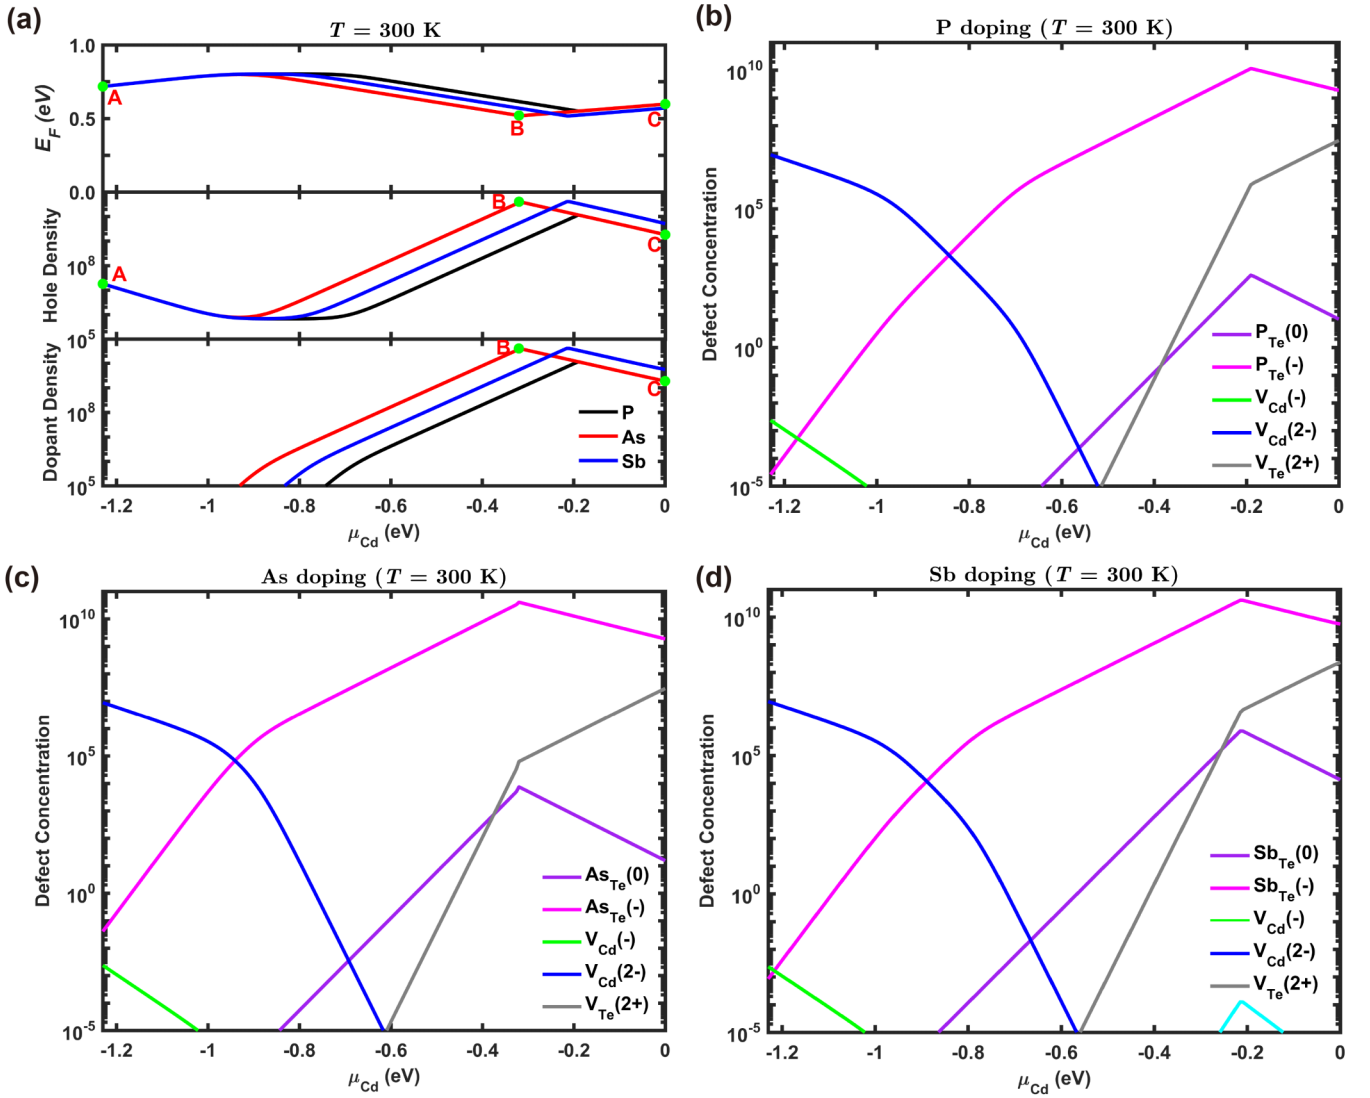 (a)
T = 300 K
1.0
0.5
0.0
E_F (eV)
A
B
C
10^8
10^5
Hole Density
A
B
C
10^8
10^5
Dopant Density
B
C
P
As
Sb
-1.2 -1 -0.8 -0.6 -0.4 -0.2 0
μ_Cd (eV)
(b)
P doping (T = 300 K)
10^10
10^5
10^0
10^-5
Defect Concentration
P_Te(0)
P_Te(-)
V_Cd(-)
V_Cd(2-)
V_Te(2+)
-1.2 -1 -0.8 -0.6 -0.4 -0.2 0
μ_Cd (eV)
(c)
As doping (T = 300 K)
10^10
10^5
10^0
10^-5
Defect Concentration
As_Te(0)
As_Te(-)
V_Cd(-)
V_Cd(2-)
V_Te(2+)
-1.2 -1 -0.8 -0.6 -0.4 -0.2 0
μ_Cd (eV)
(d)
Sb doping (T = 300 K)
10^10
10^5
10^0
10^-5
Defect Concentration
Sb_Te(0)
Sb_Te(-)
V_Cd(-)
V_Cd(2-)
V_Te(2+)
-1.2 -1 -0.8 -0.6 -0.4 -0.2 0
μ_Cd (eV)